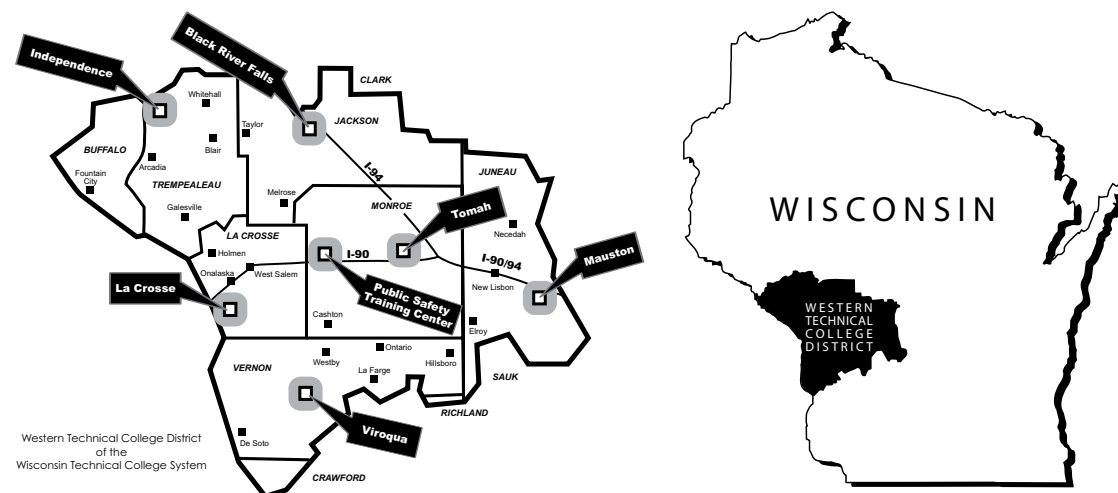 Independence
Black River Falls
CLARK
Whitehall
JACKSON
Taylor
Blair
BUFFALO
Arcadia
Fountain
City
TREMPEALEAU
I-94
JUNEAU
Melrose
MONROE
Galesville
Tomah
Necedah
LA CROSSE
Holmen
I-90
I-90/94
Mauston
Onalaska
West Salem
New Lisbon
La Crosse
Public Safety
Training Center
Cashton
Elroy
Ontario
Westby
Hillsboro
VERNON
La Farge
SAUK
RICHLAND
Viroqua
De Soto
CRAWFORD
Western Technical College District
of the
Wisconsin Technical College System
WISCONSIN
WESTERN
TECHNICAL
COLLEGE
DISTRICT